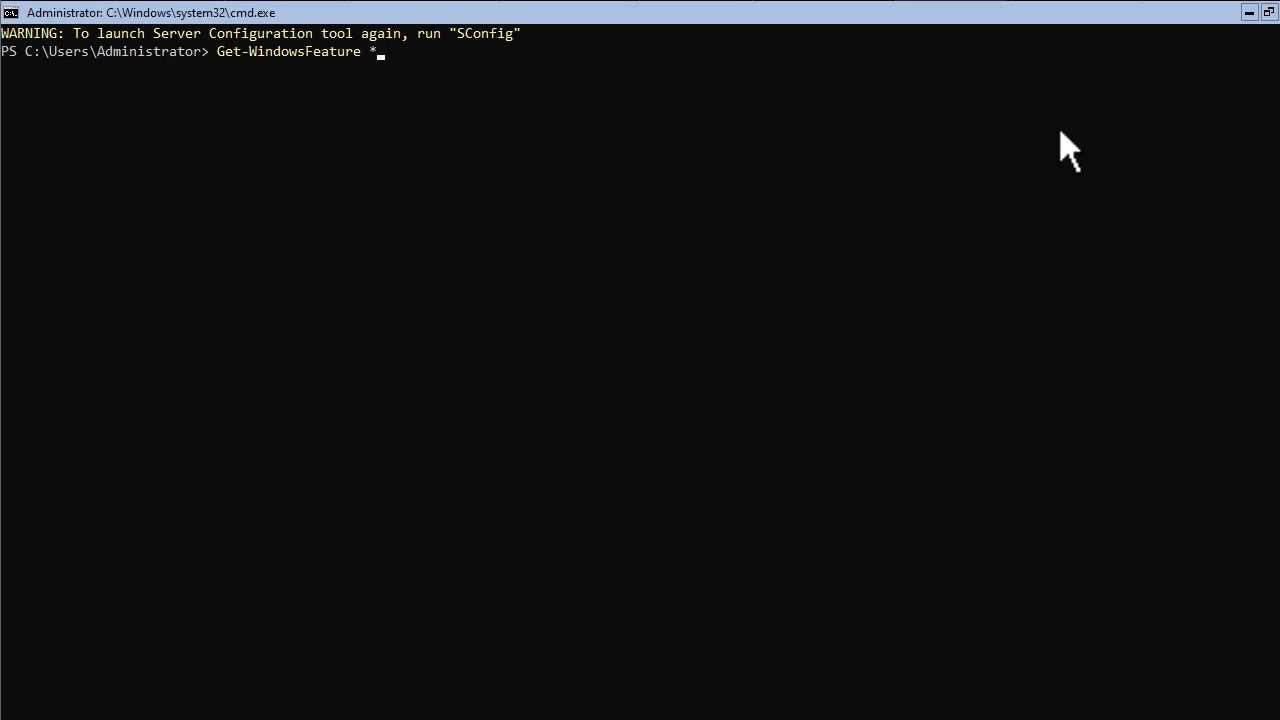 Administrator: C:\Windows\system32\cmd.exe
WARNING: To launch Server Configuration tool again, run "SConfig"
PS C:\Users\Administrator> Get-WindowsFeature *